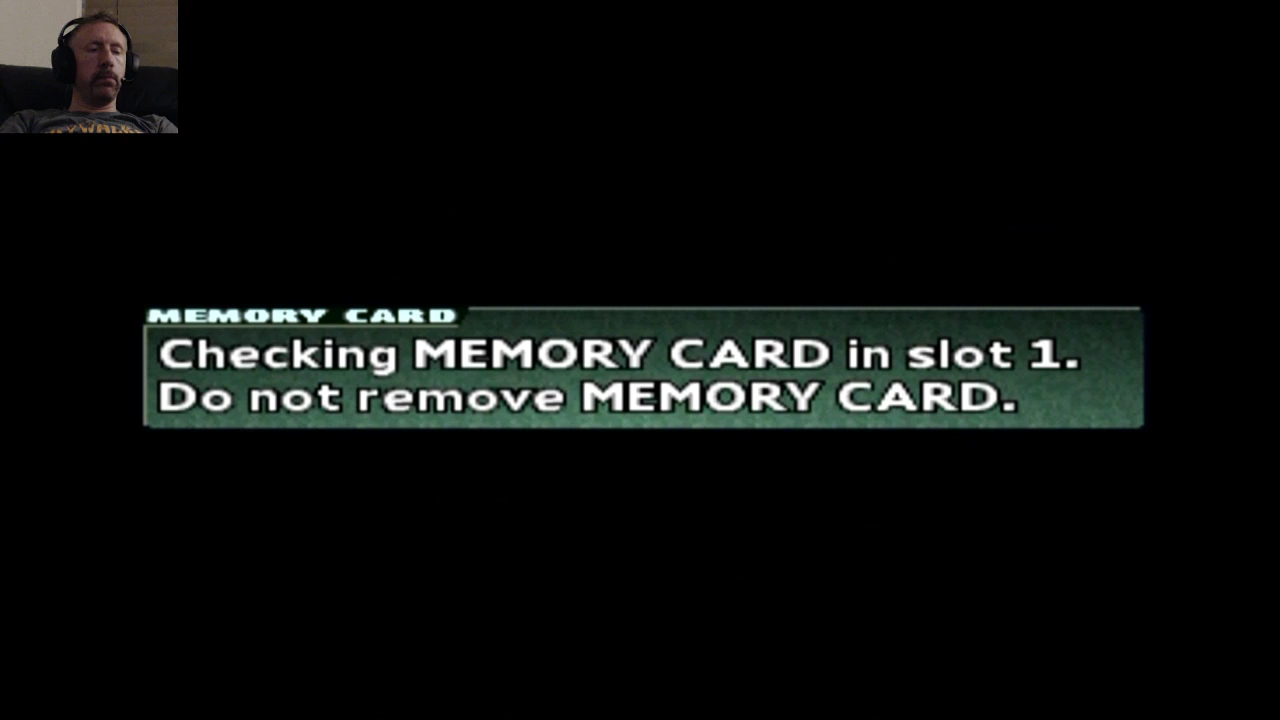 MEMORY CARD
Checking MEMORY CARD in slot 1.
Do not remove MEMORY CARD.